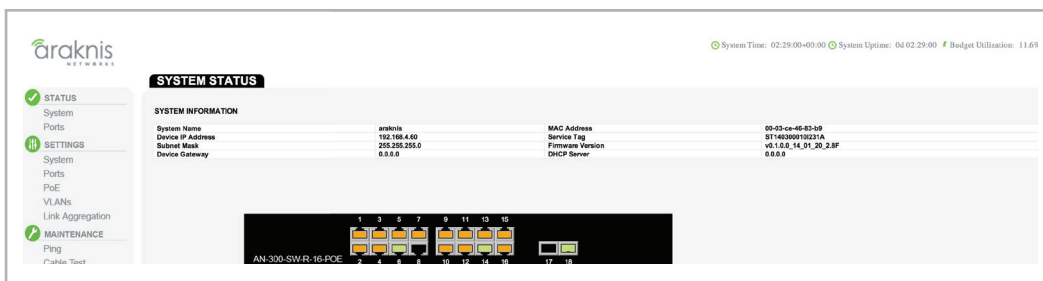 araknis
NETWORKS
System Time: 02:29:00+00:00 System Uptime: 0d 02:29:00 Budget Utilization: 11.6%
SYSTEM STATUS
STATUS
System
Ports
SETTINGS
System
Ports
PoE
VLANs
Link Aggregation
MAINTENANCE
Ping
Cable Test
SYSTEM INFORMATION
System Name araknis MAC Address 00-03-ce-46-83-b9
Device IP Address 192.168.4.60 Service Tag ST140300010I231A
Subnet Mask 255.255.255.0 Firmware Version v0.1.0.0_14_01_20_2.8F
Device Gateway 0.0.0.0 DHCP Server 0.0.0.0
1 3 5 7 9 11 13 15
AN-300-SW-R-16-POE 2 4 6 8 10 12 14 16 17 18